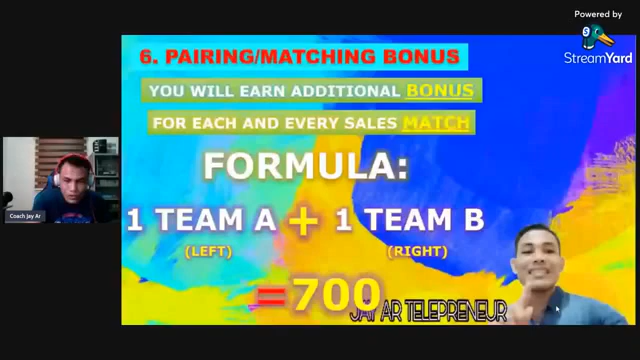 Powered by
StreamYard
6. PAIRING/MATCHING BONUS
YOU WILL EARN ADDITIONAL BONUS
FOR EACH AND EVERY SALES MATCH
FORMULA:
1 TEAM A + 1 TEAM B
(LEFT) (RIGHT)
=700
JAY AR TELEPRENEUR
Coach Jay Ar